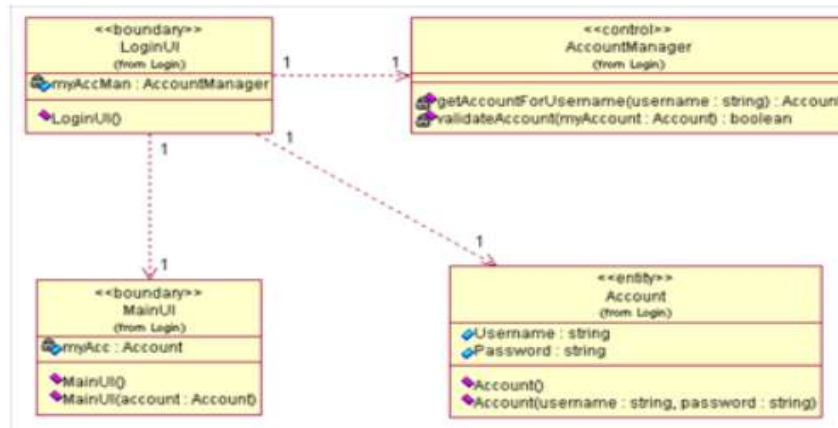 <<boundary>>
LoginUI
(from Login)
myAccMan : AccountManager
LoginUI()
1
1
<<control>>
AccountManager
(from Login)
getAccountForUsername(username : string) : Account
validateAccount(myAccount : Account) : boolean
1
1
1
1
<<boundary>>
MainUI
(from Login)
myAcc : Account
MainUI()
MainUI(account : Account)
<<entity>>
Account
(from Login)
Username : string
Password : string
Account()
Account(username : string, password : string)